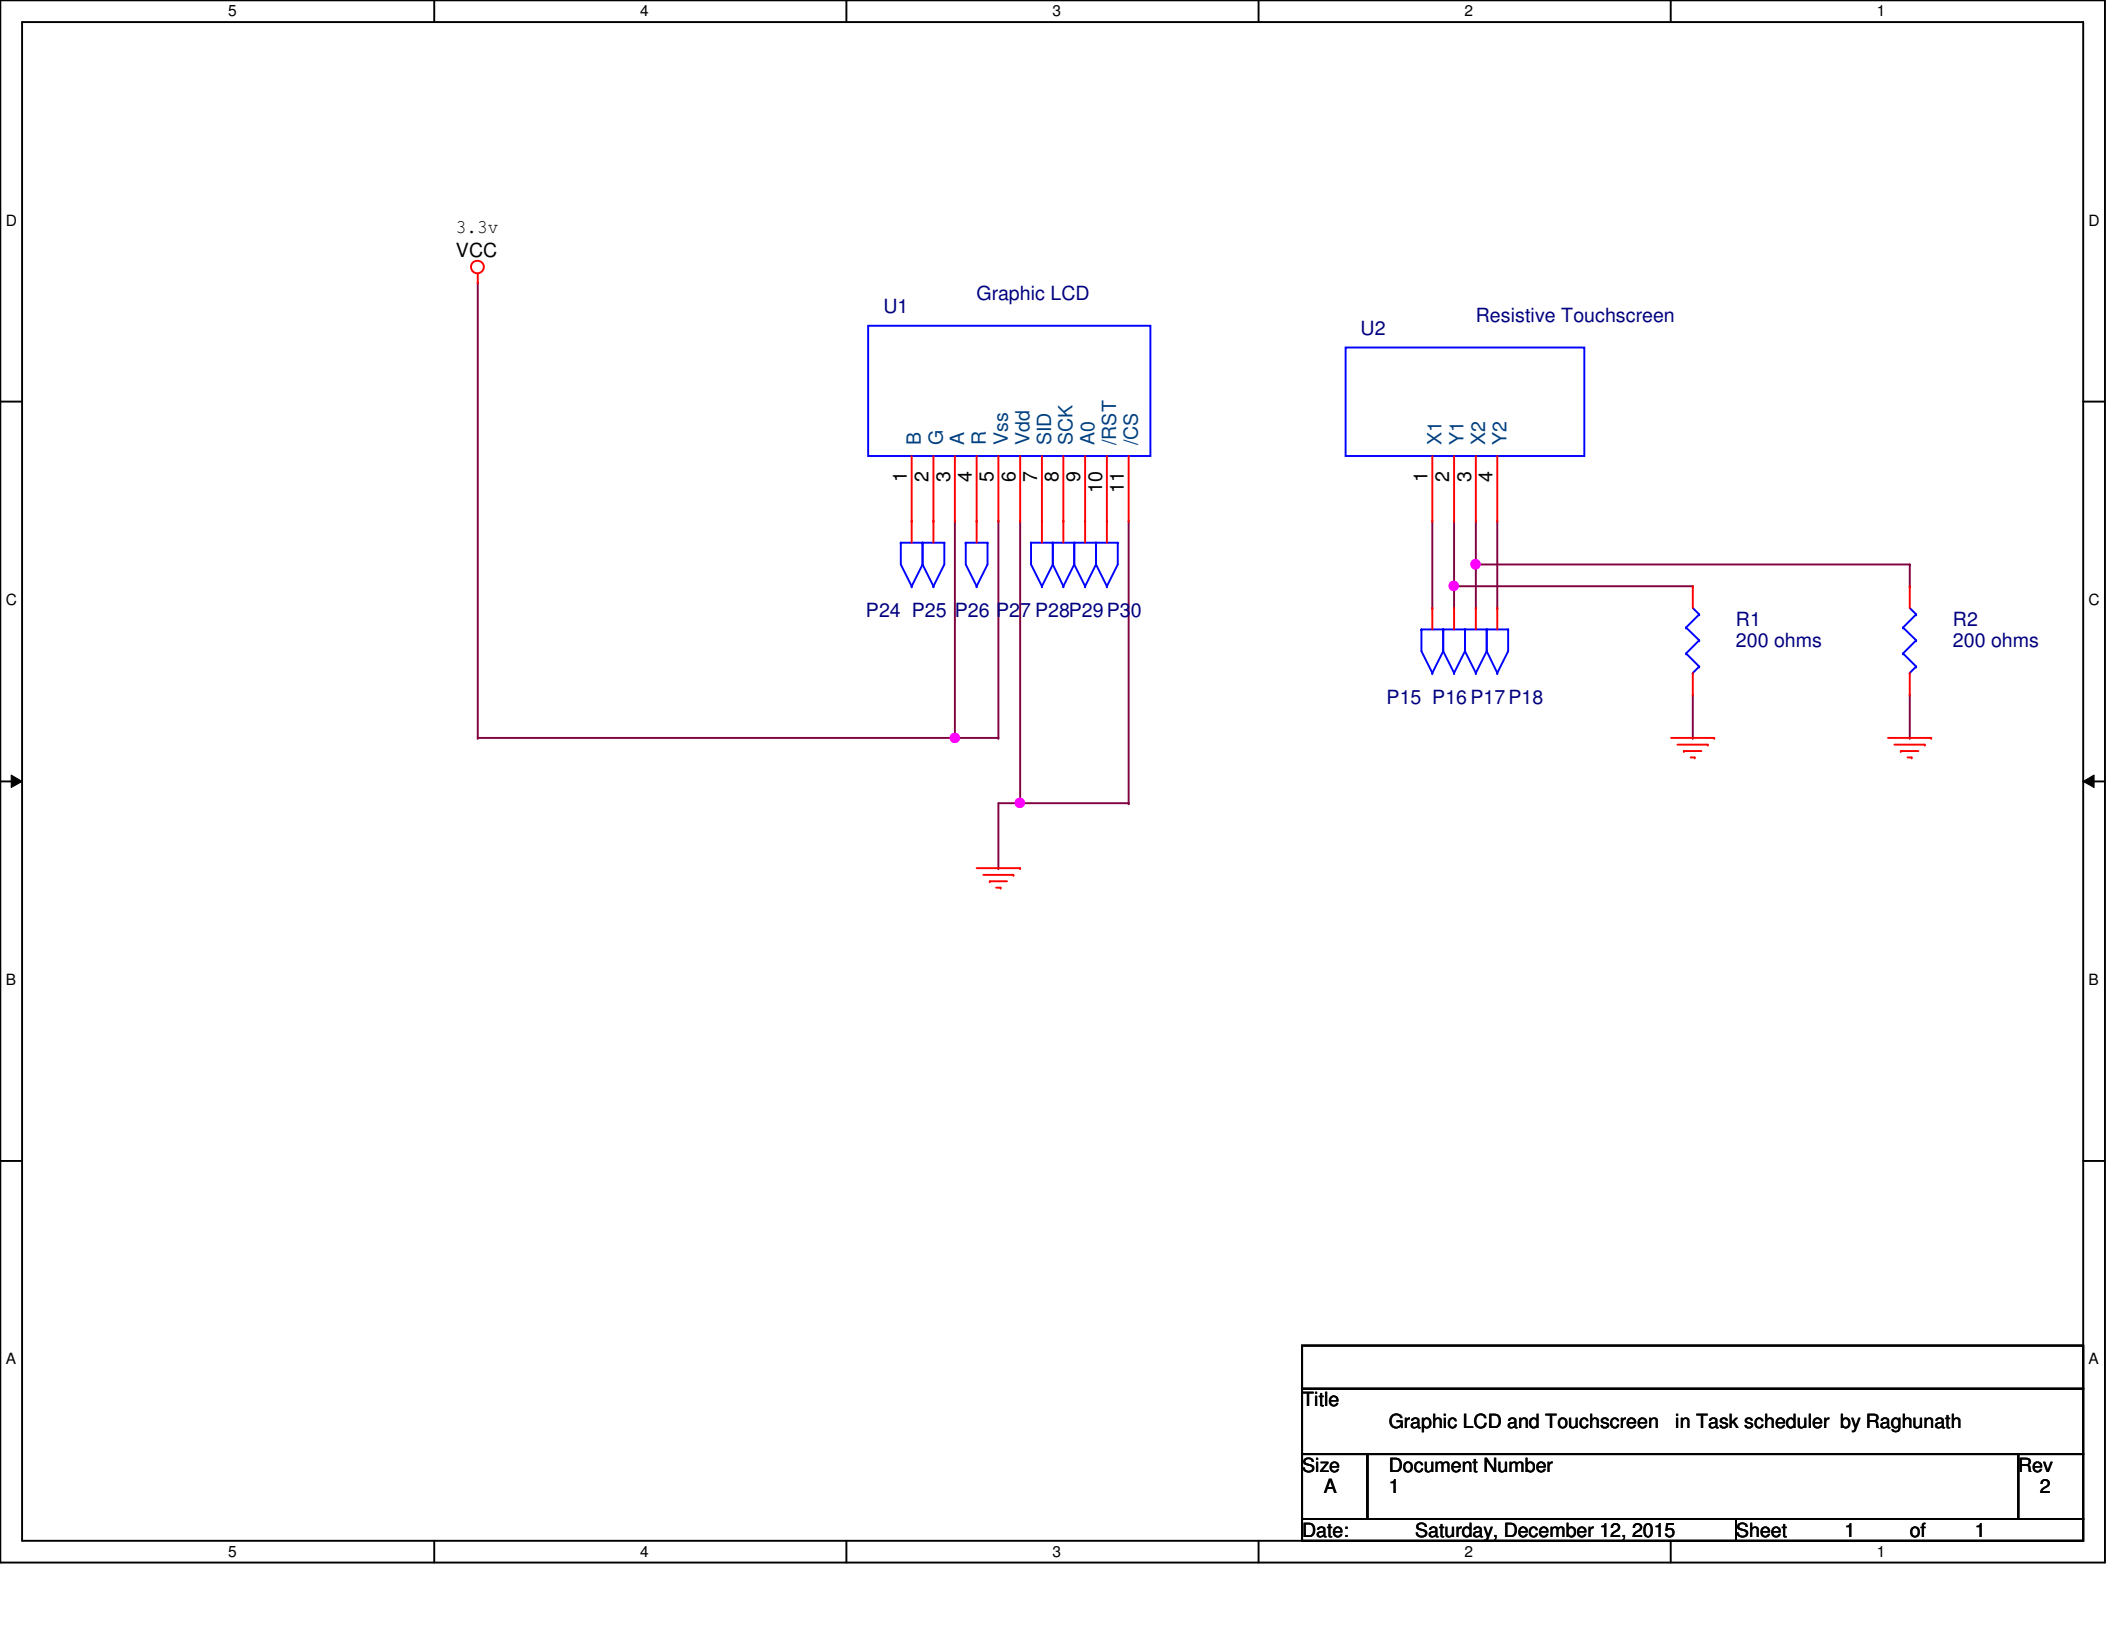 5 4 3 2 1
D D
3.3v
VCC
Graphic LCD
U1
Resistive Touchscreen
U2
B G A R Vss Vdd SID SCK A0 /RST /CS
X1 Y1 X2 Y2
1 2 3 4 5 6 7 8 9 10 11
1 2 3 4
C C
P24 P25 P26 P27 P28 P29 P30
R1
200 ohms
R2
200 ohms
P15 P16 P17 P18
B B
A A
Title
Graphic LCD and Touchscreen in Task scheduler by Raghunath
Size Document Number Rev
A 1 2
Date: Saturday, December 12, 2015 Sheet 1 of 1
5 4 3 2 1